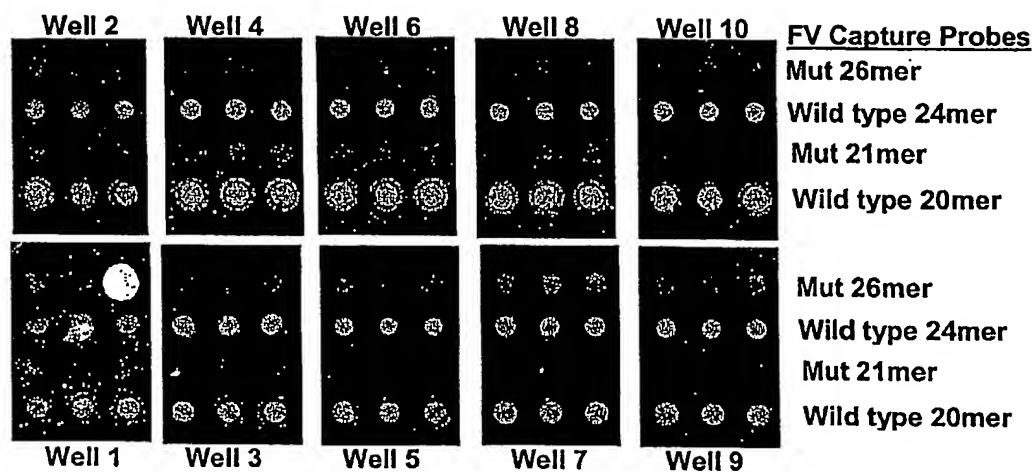 Well 2 Well 4 Well 6 Well 8 Well 10
FV Capture Probes
Mut 26mer
Wild type 24mer
Mut 21mer
Wild type 20mer
Mut 26mer
Wild type 24mer
Mut 21mer
Wild type 20mer
Well 1 Well 3 Well 5 Well 7 Well 9